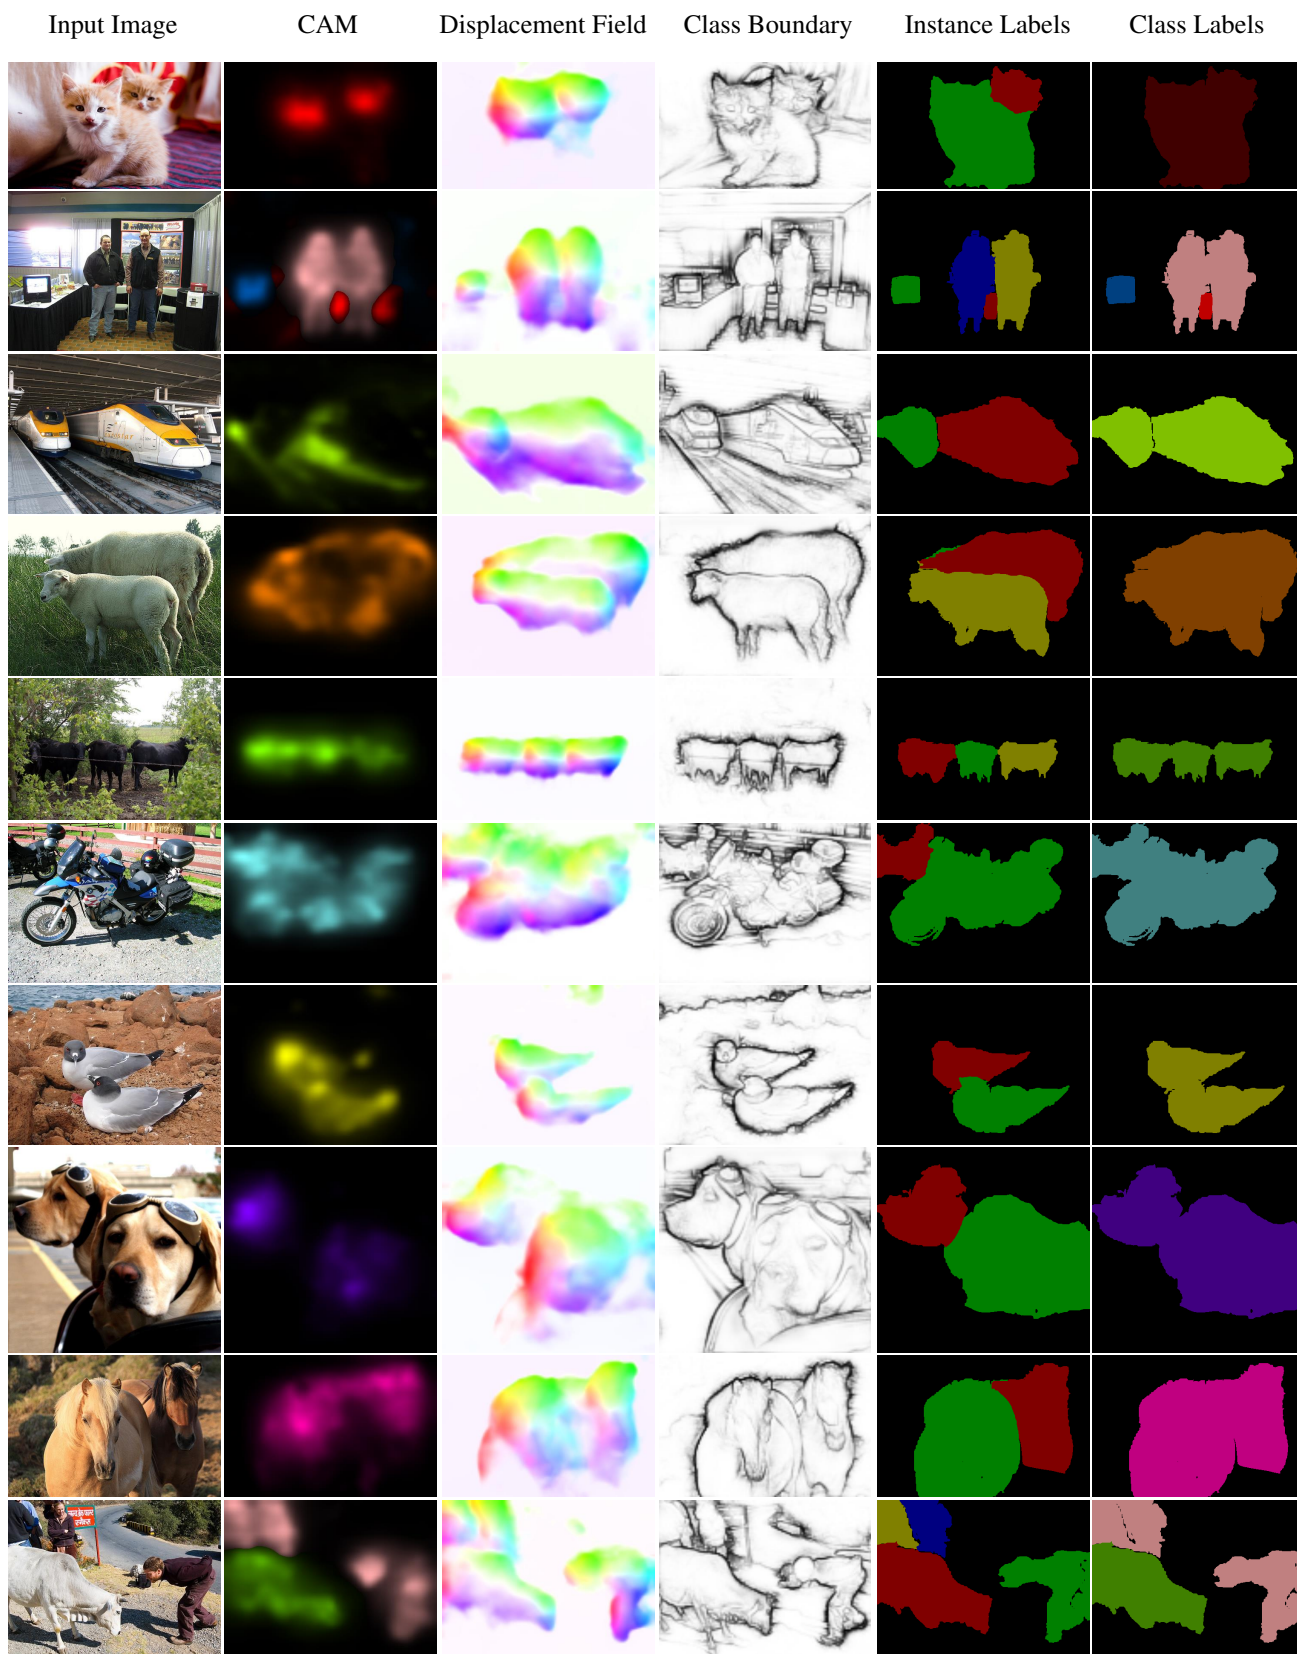 Input Image
CAM
Displacement Field
Class Boundary
Instance Labels
Class Labels